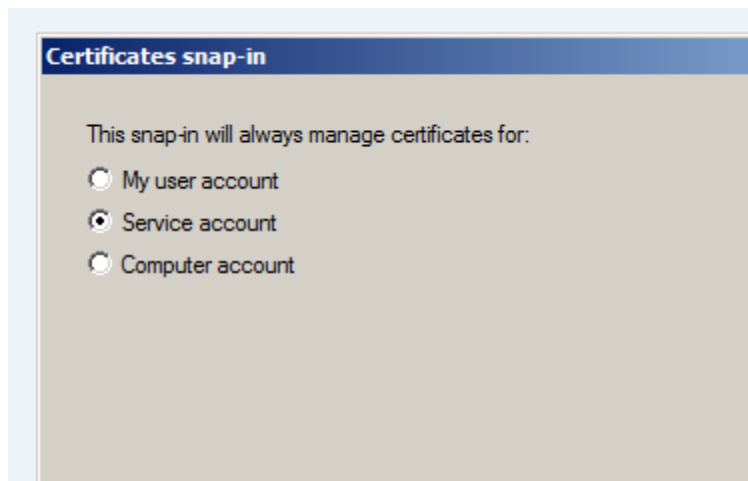 Certificates snap-in
This snap-in will always manage certificates for:
My user account
Service account
Computer account